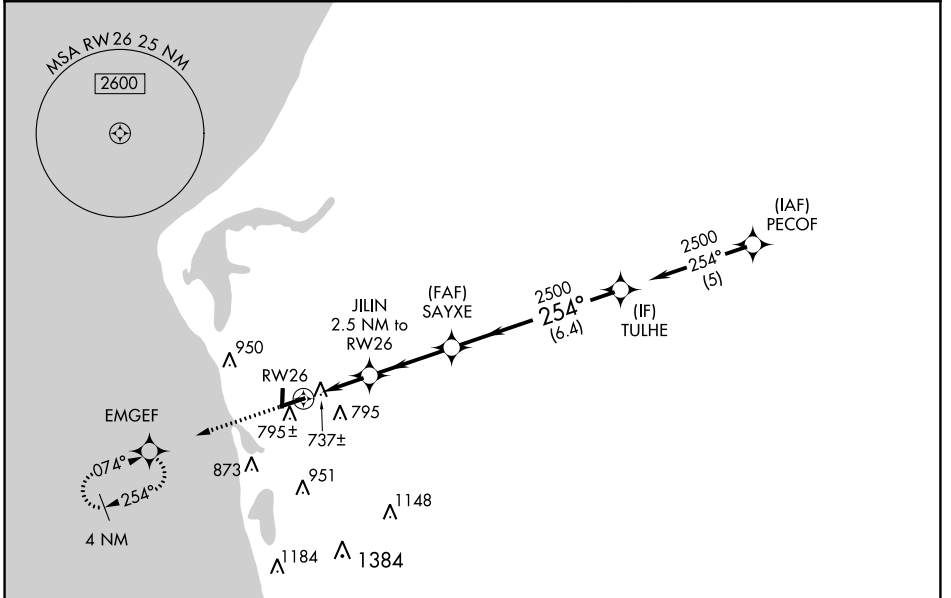 MSA RW26 25 NM
2600
(IAF)
PECOF
2500
254°
(5)
(IF)
TULHE
2500
254°
(6.4)
(FAF)
SAYXE
JILIN
2.5 NM to
RW26
950
RW26
795
795±
737±
EMGEF
074°
254°
4 NM
873
951
1148
1184
1384